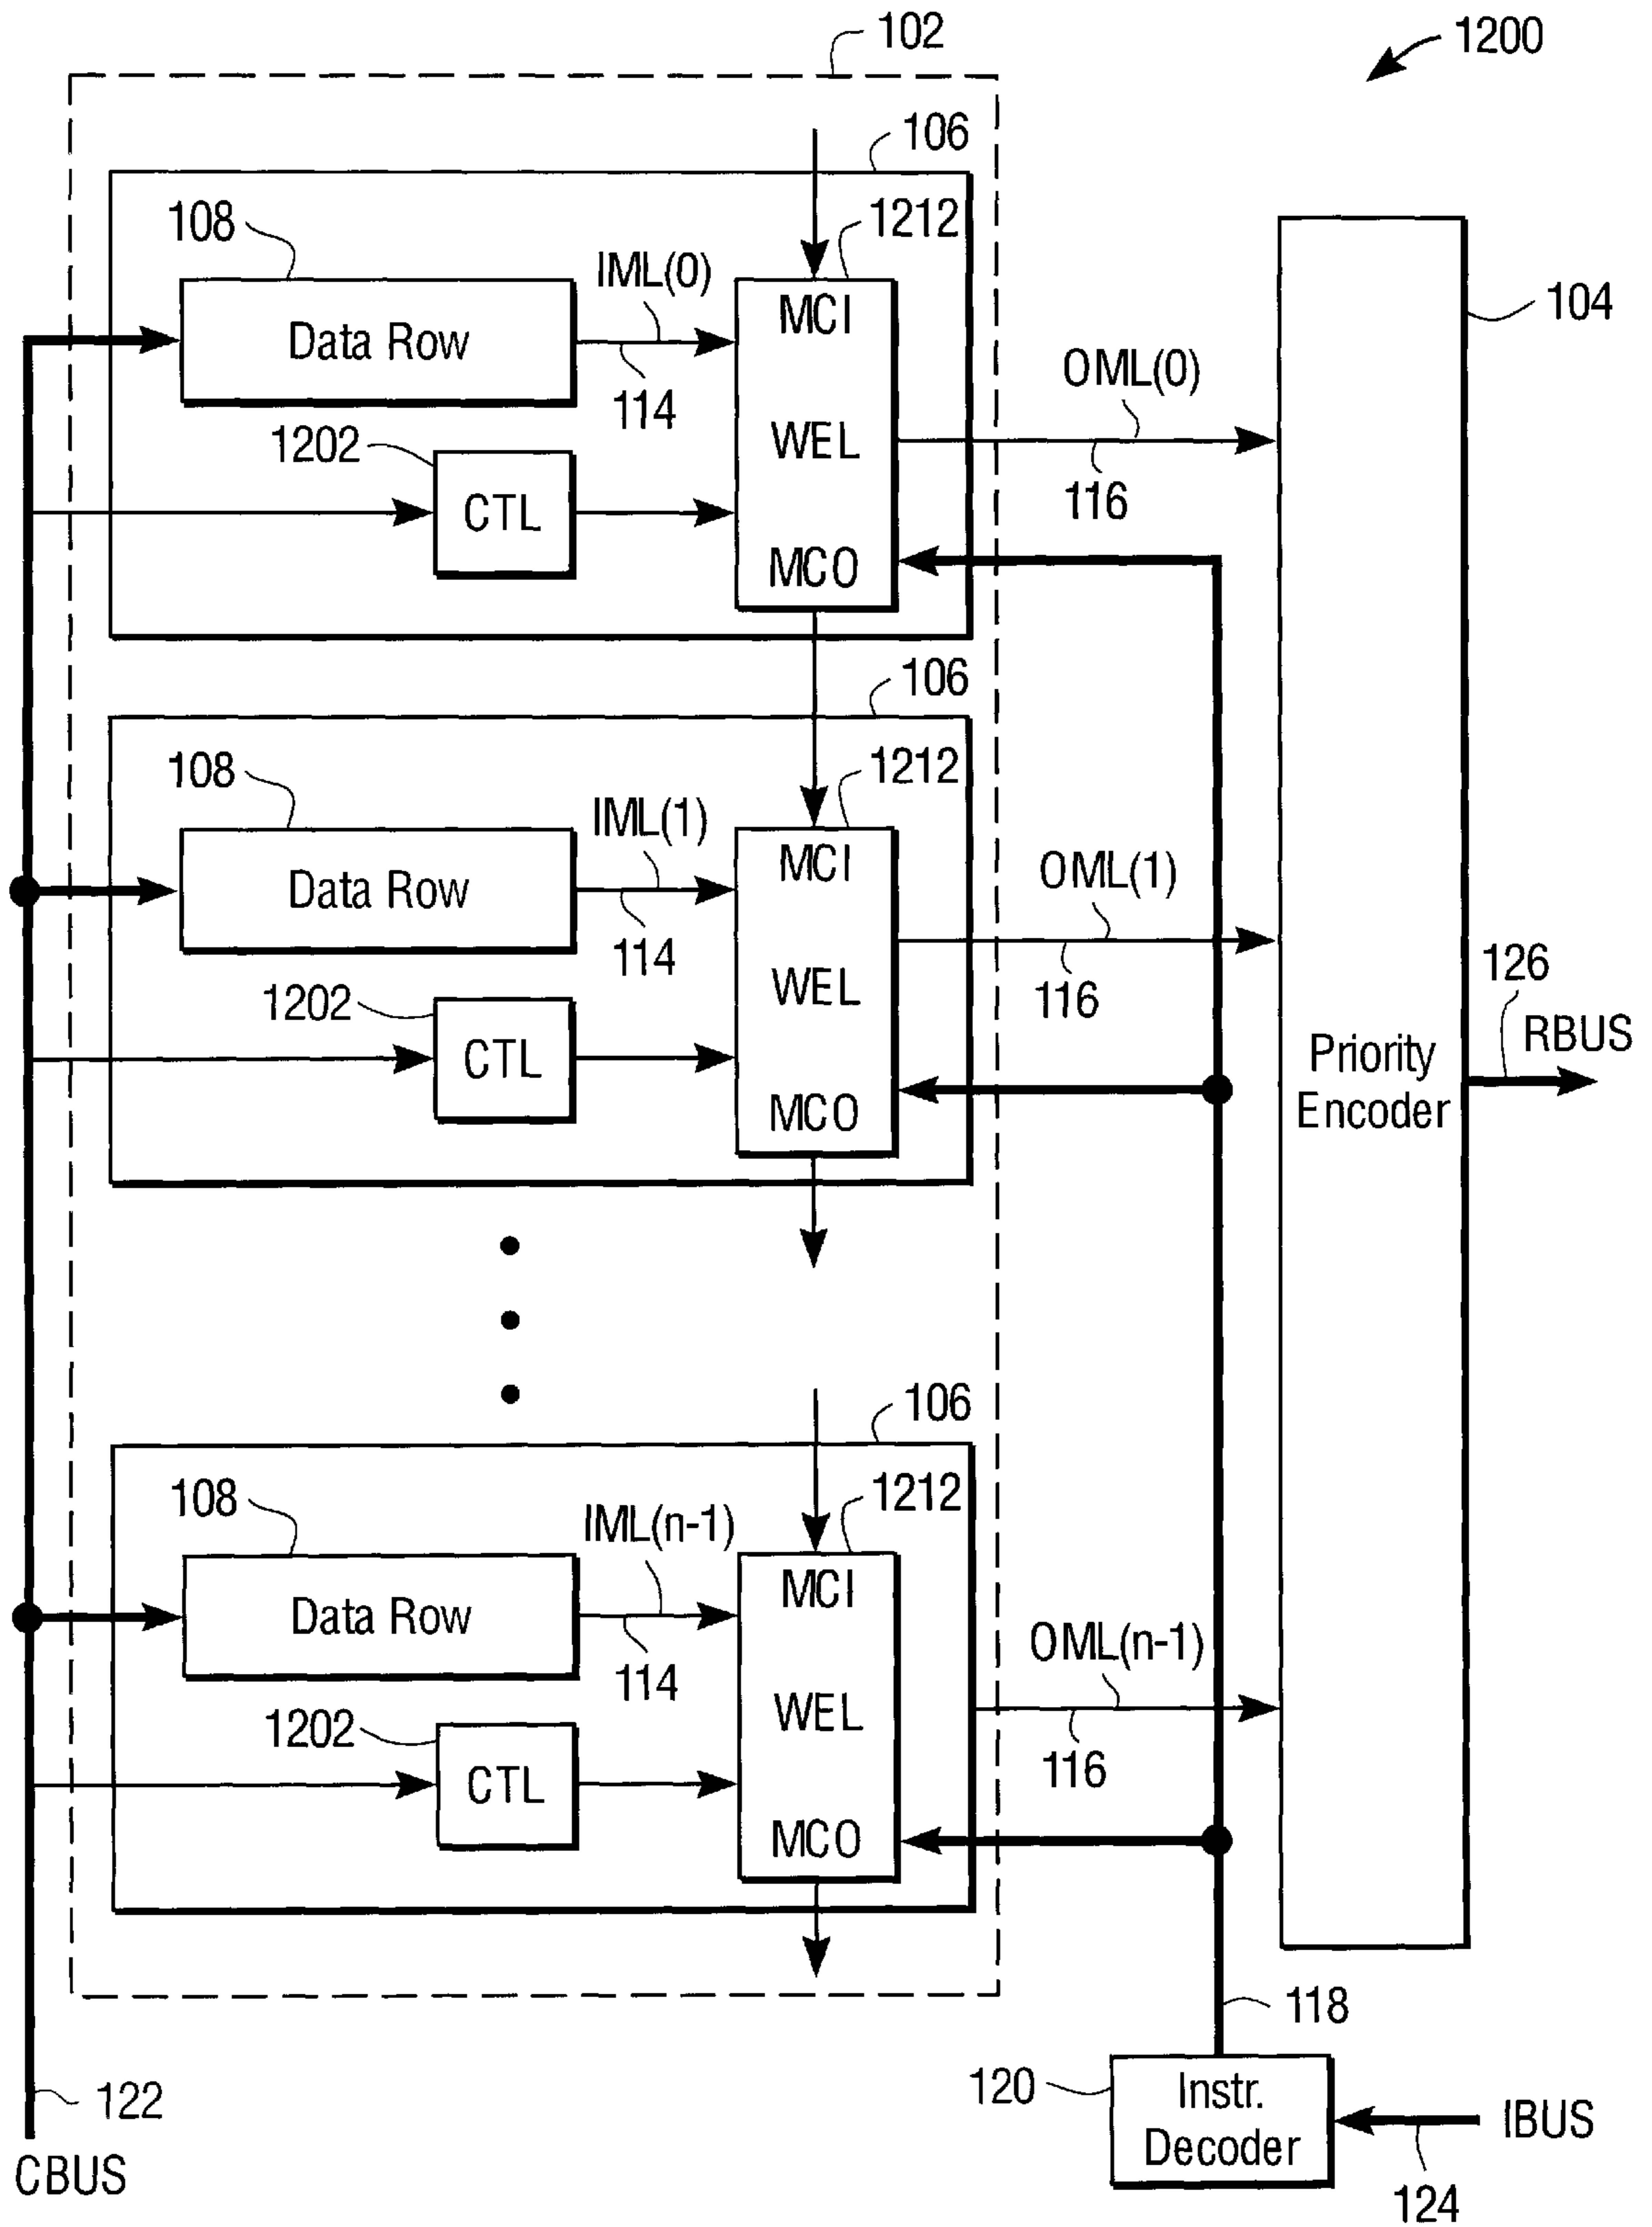 102
1200
106
108
1212
IML(0)
MCI
104
Data Row
OML(0)
114
1202
WEL
116
CTL
MCO
106
108
1212
IML(1)
MCI
Data Row
OML(1)
114
126
1202
WEL
116
RBUS
CTL
Priority
Encoder
MCO
106
108
1212
IML(n-1)
MCI
Data Row
OML(n-1)
114
1202
WEL
116
CTL
MCO
118
120
Instr.
Decoder
122
IBUS
CBUS
124